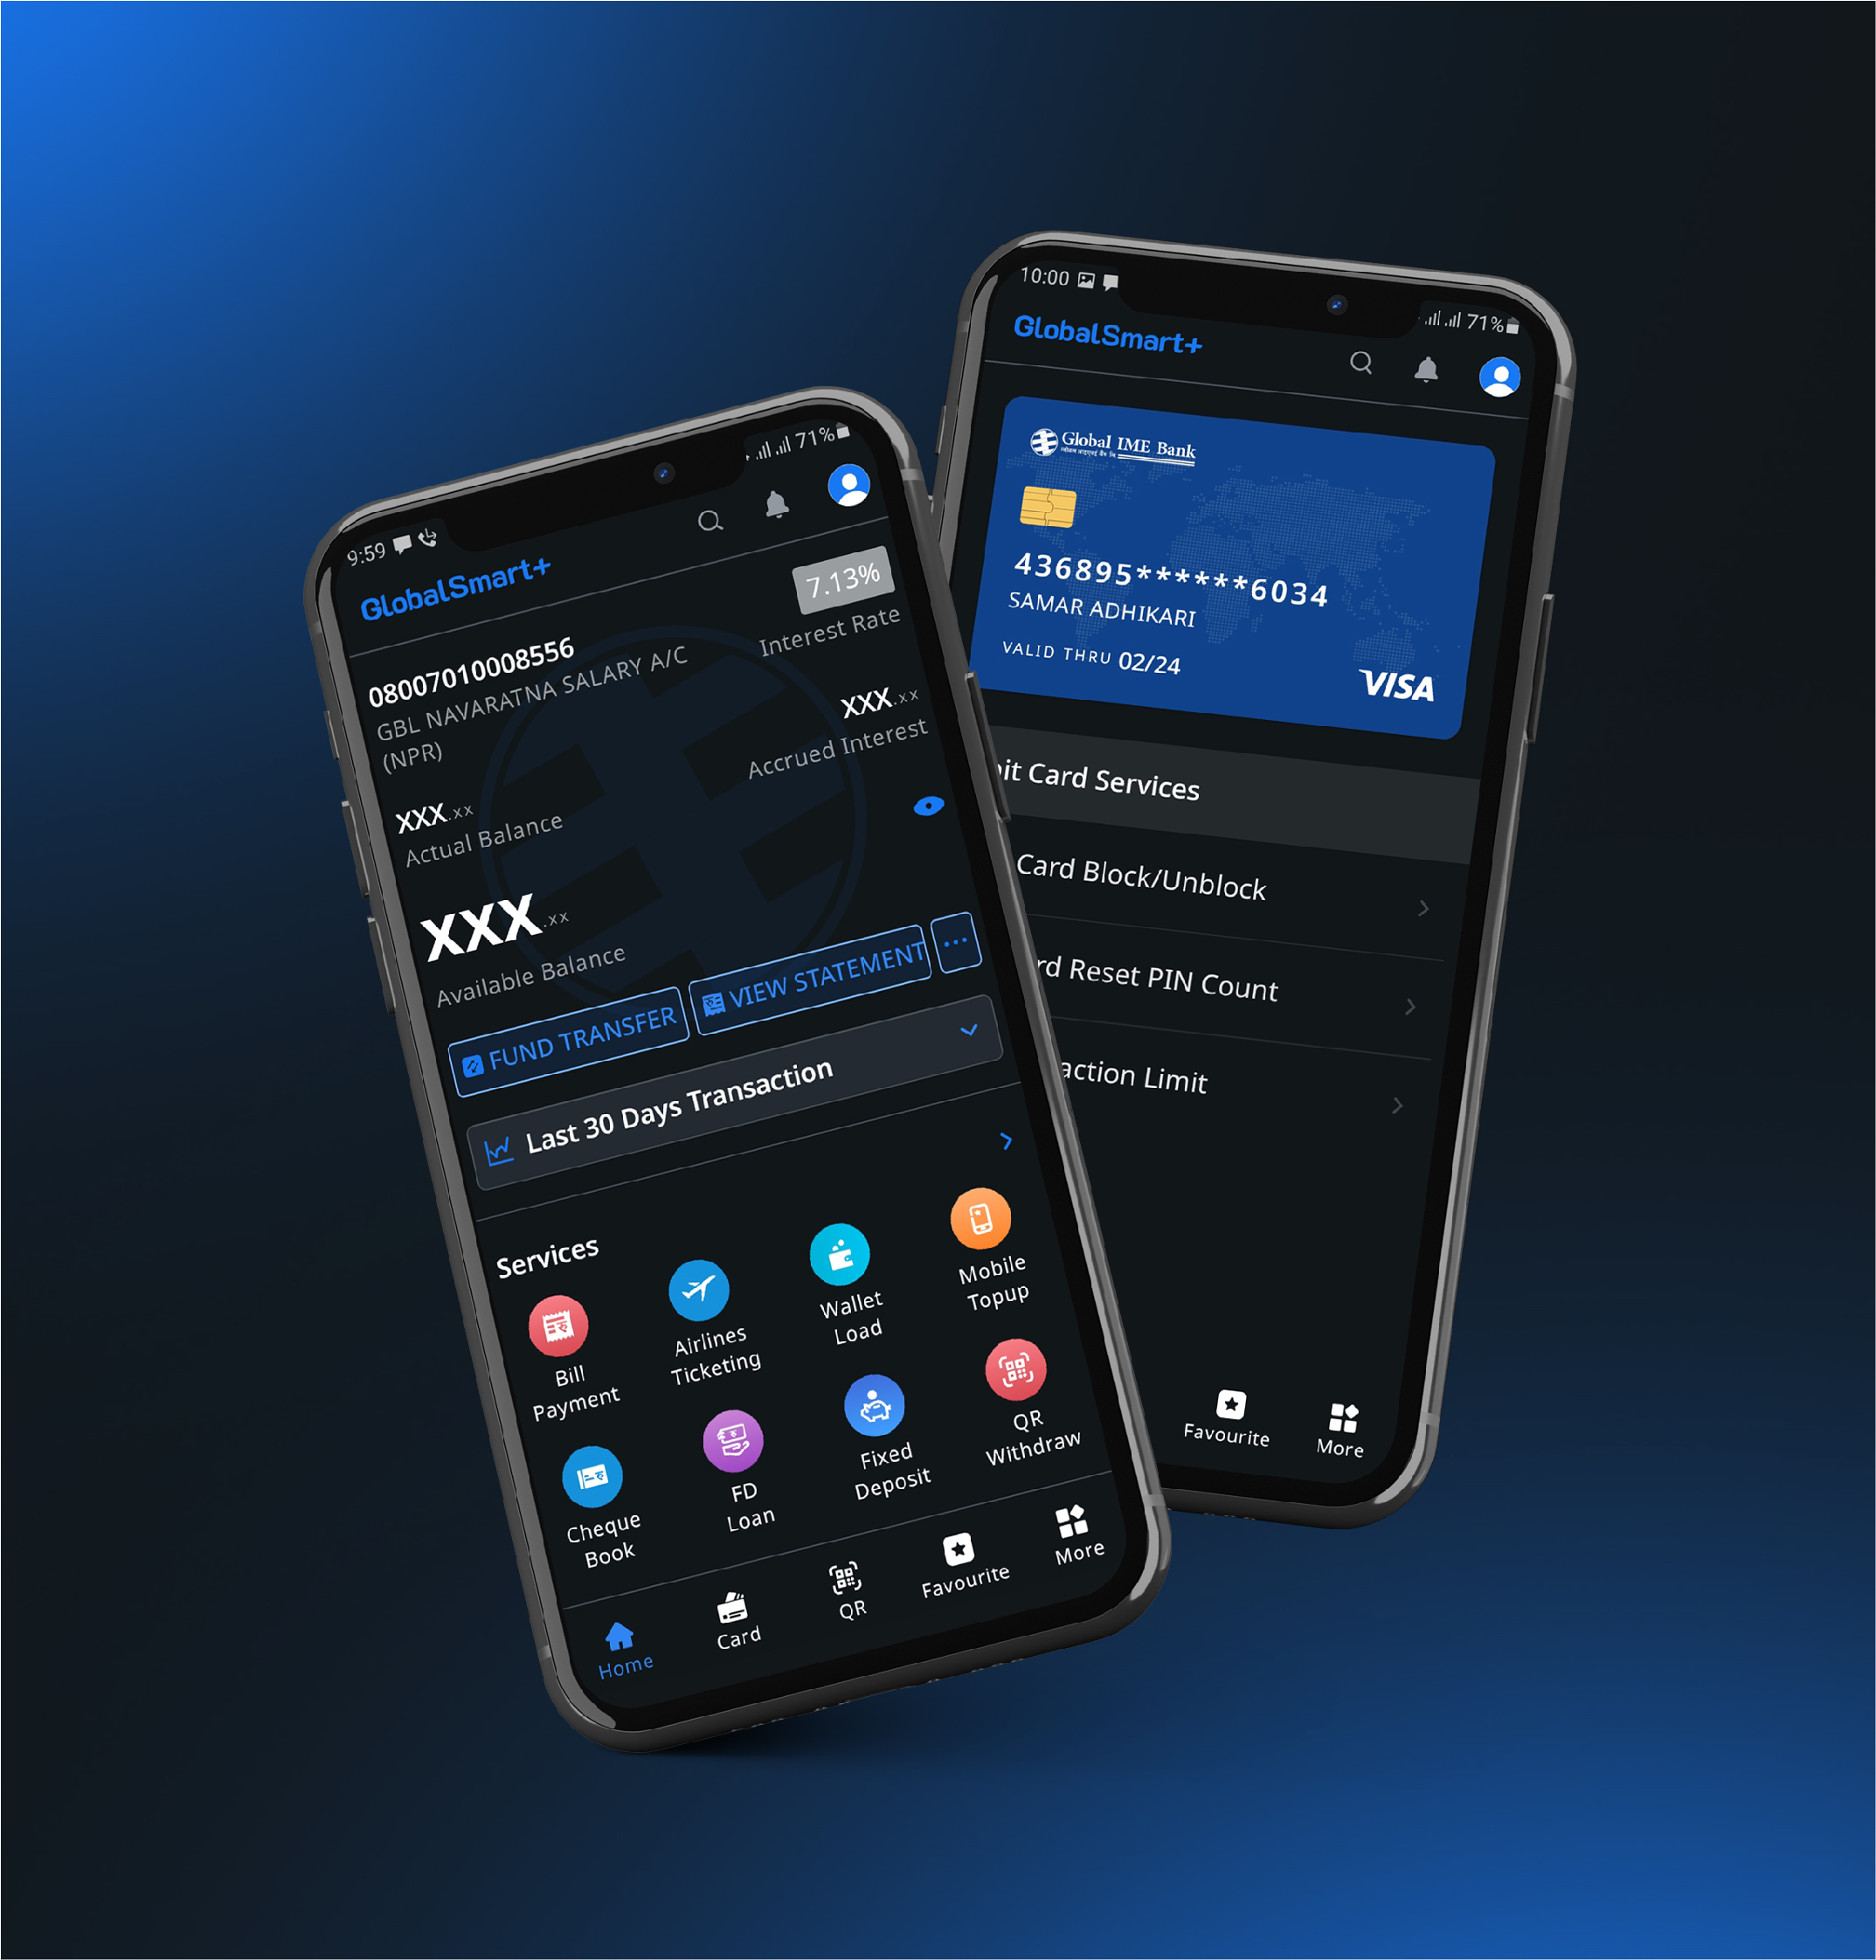 9:59
71%
GlobalSmart+
08007010008556
GBL NAVARATNA SALARY A/C
(NPR)
7.13%
Interest Rate
XXX.xx
Accrued Interest
XXX.xx
Actual Balance
XXX.xx
Available Balance
FUND TRANSFER
VIEW STATEMENT
Last 30 Days Transaction
Services
Bill
Payment
Airlines
Ticketing
Wallet
Load
Mobile
Topup
Cheque
Book
FD
Loan
Fixed
Deposit
QR
Withdraw
Home
Card
QR
Favourite
More
10:00
71%
GlobalSmart+
Global IME Bank
436895******6034
SAMAR ADHIKARI
VALID THRU 02/24
VISA
it Card Services
Card Block/Unblock
rd Reset PIN Count
action Limit
Favourite
More